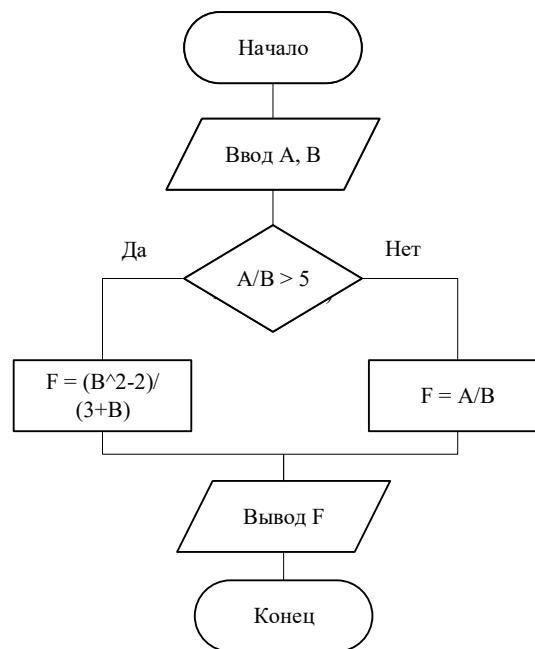 Начало
Ввод A, B
Да
Нет
A/B > 5
F = (B^2-2)/
(3+B)
F = A/B
Вывод F
Конец